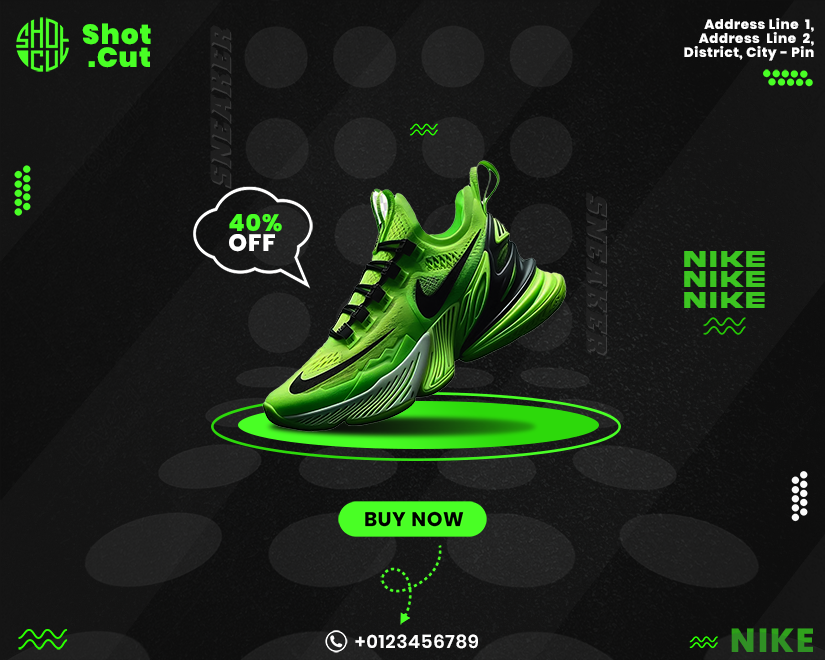 SHOT
CUT
Shot
.Cut
Address Line 1,
Address Line 2,
District, City - Pin
SNEAKER
40%
OFF
SNEAKER
NIKE
NIKE
NIKE
BUY NOW
+0123456789
NIKE